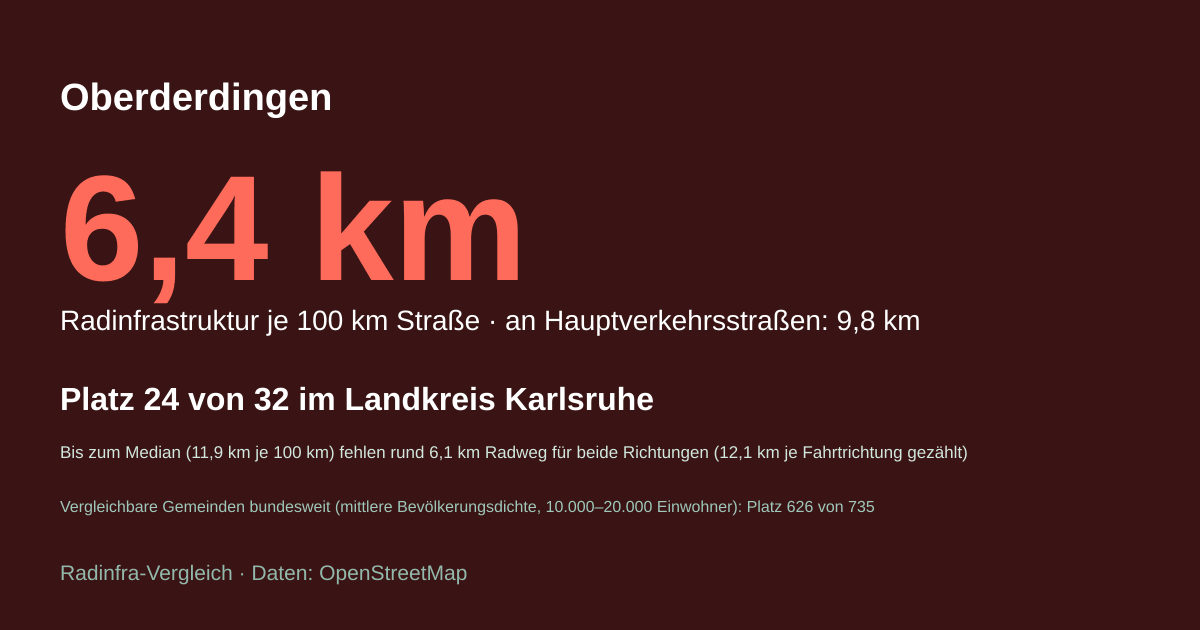 Oberderdingen
6,4 km
Radinfrastruktur je 100 km Straße · an Hauptverkehrsstraßen: 9,8 km
Platz 24 von 32 im Landkreis Karlsruhe
Bis zum Median (11,9 km je 100 km) fehlen rund 6,1 km Radweg für beide Richtungen (12,1 km je Fahrtrichtung gezählt)
Vergleichbare Gemeinden bundesweit (mittlere Bevölkerungsdichte, 10.000–20.000 Einwohner): Platz 626 von 735
Radinfra-Vergleich · Daten: OpenStreetMap